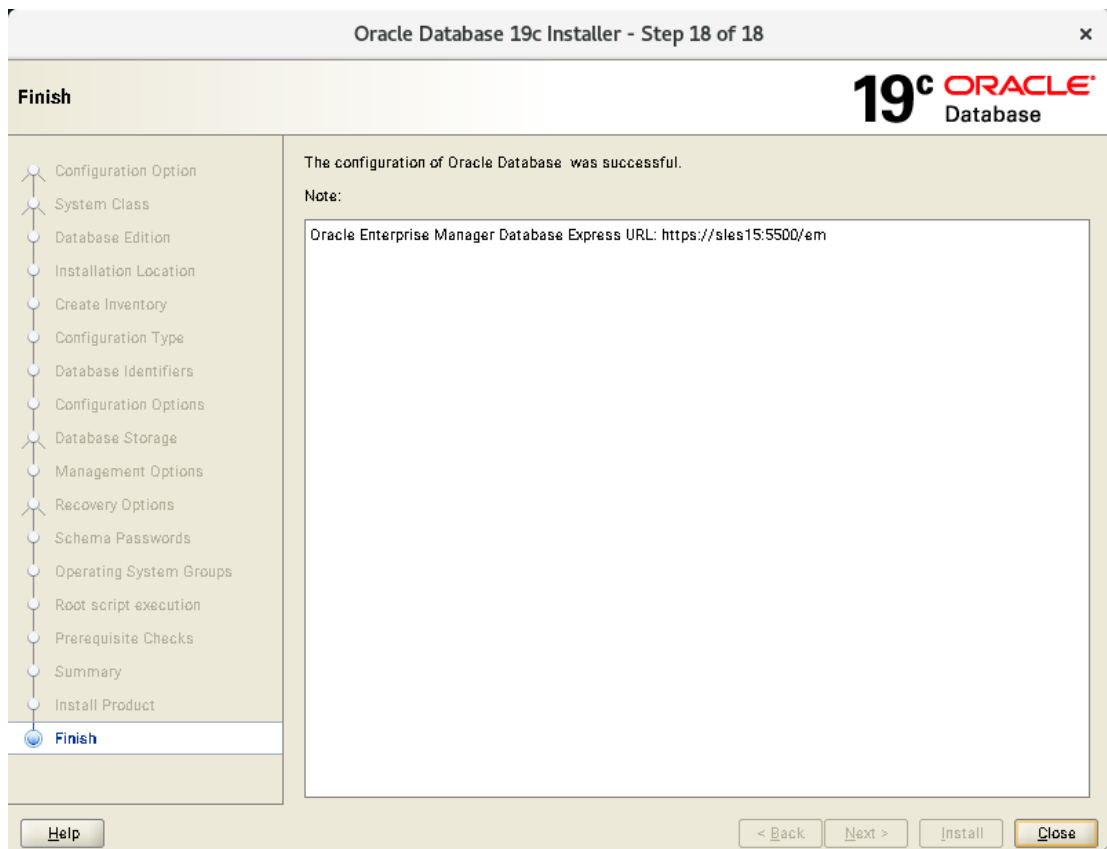 Oracle Database 19c Installer - Step 18 of 18
×
Finish
19c ORACLE
Database
Configuration Option
System Class
Database Edition
Installation Location
Create Inventory
Configuration Type
Database Identifiers
Configuration Options
Database Storage
Management Options
Recovery Options
Schema Passwords
Operating System Groups
Root script execution
Prerequisite Checks
Summary
Install Product
Finish
The configuration of Oracle Database was successful.
Note:
Oracle Enterprise Manager Database Express URL: https://sles15:5500/em
Help
< Back
Next >
Install
Close